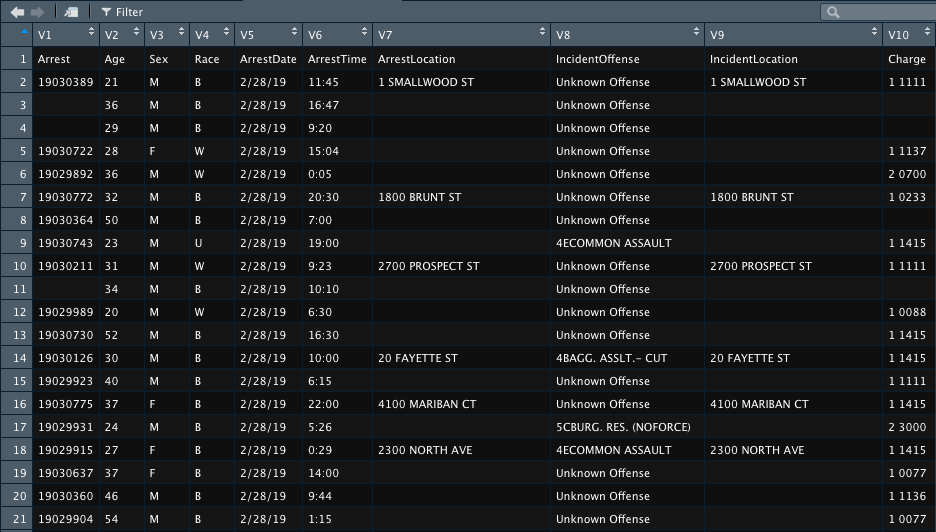 Filter
V1 V2 V3 V4 V5 V6 V7 V8 V9 V10
1 Arrest Age Sex Race ArrestDate ArrestTime ArrestLocation IncidentOffense IncidentLocation Charge
2 19030389 21 M B 2/28/19 11:45 1 SMALLWOOD ST Unknown Offense 1 SMALLWOOD ST 1 1111
3 36 M B 2/28/19 16:47 Unknown Offense
4 29 M B 2/28/19 9:20 Unknown Offense
5 19030722 28 F W 2/28/19 15:04 Unknown Offense 1 1137
6 19029892 36 M W 2/28/19 0:05 Unknown Offense 2 0700
7 19030772 32 M B 2/28/19 20:30 1800 BRUNT ST Unknown Offense 1800 BRUNT ST 1 0233
8 19030364 50 M B 2/28/19 7:00 Unknown Offense
9 19030743 23 M U 2/28/19 19:00 4ECOMMON ASSAULT 1 1415
10 19030211 31 M W 2/28/19 9:23 2700 PROSPECT ST Unknown Offense 2700 PROSPECT ST 1 1111
11 34 M B 2/28/19 10:10 Unknown Offense
12 19029989 20 M W 2/28/19 6:30 Unknown Offense 1 0088
13 19030730 52 M B 2/28/19 16:30 Unknown Offense 1 1415
14 19030126 30 M B 2/28/19 10:00 20 FAYETTE ST 4BAGG. ASSLT.- CUT 20 FAYETTE ST 1 1415
15 19029923 40 M B 2/28/19 6:15 Unknown Offense 1 1111
16 19030775 37 F B 2/28/19 22:00 4100 MARIBAN CT Unknown Offense 4100 MARIBAN CT 1 1415
17 19029931 24 M B 2/28/19 5:26 5CBURG. RES. (NOFORCE) 2 3000
18 19029915 27 F B 2/28/19 0:29 2300 NORTH AVE 4ECOMMON ASSAULT 2300 NORTH AVE 1 1415
19 19030637 37 F B 2/28/19 14:00 Unknown Offense 1 0077
20 19030360 46 M B 2/28/19 9:44 Unknown Offense 1 1136
21 19029904 54 M B 2/28/19 1:15 Unknown Offense 1 0077